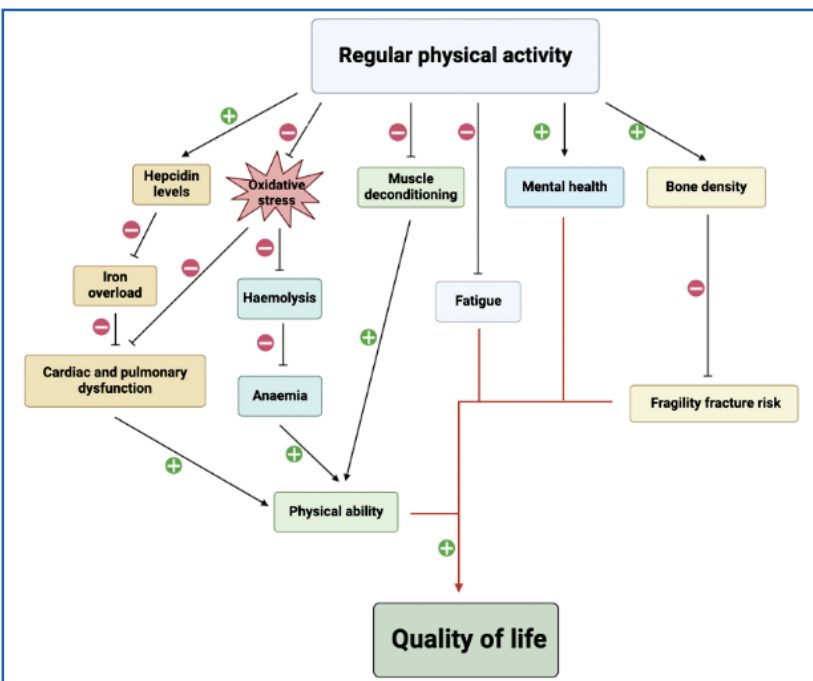 Regular physical activity
Hepcidin
levels
Oxidative
stress
Muscle
deconditioning
Mental health
Bone density
Iron
overload
Haemolysis
Fatigue
Cardiac and pulmonary
dysfunction
Anaemia
Fragility fracture risk
Physical ability
Quality of life